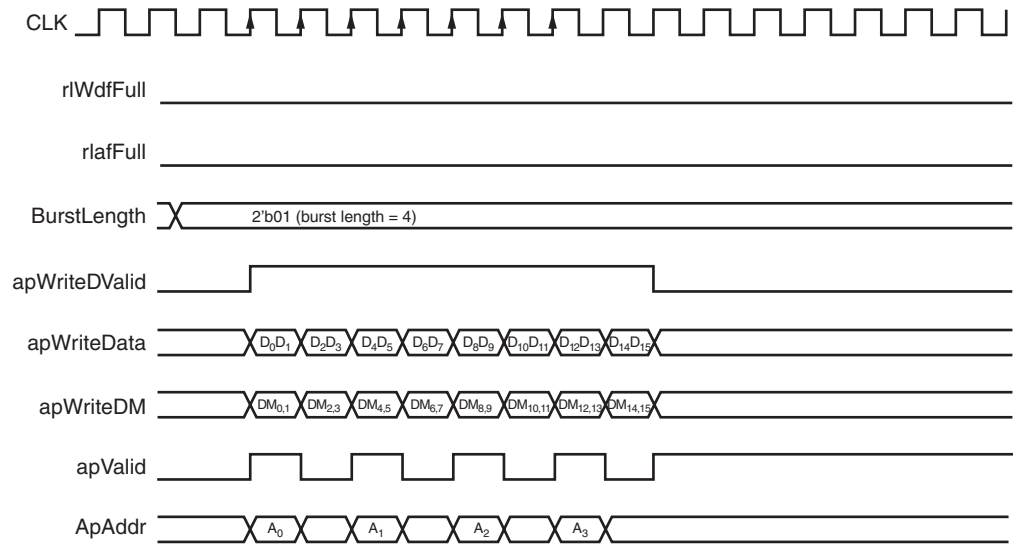 CLK
rlWdfFull
rlafFull
BurstLength 2'b01 (burst length = 4)
apWriteDValid
apWriteData D0D1 D2D3 D4D5 D6D7 D8D9 D10D11 D12D13 D14D15
apWriteDM DM0,1 DM2,3 DM4,5 DM6,7 DM8,9 DM10,11 DM12,13 DM14,15
apValid
ApAddr A0 A1 A2 A3